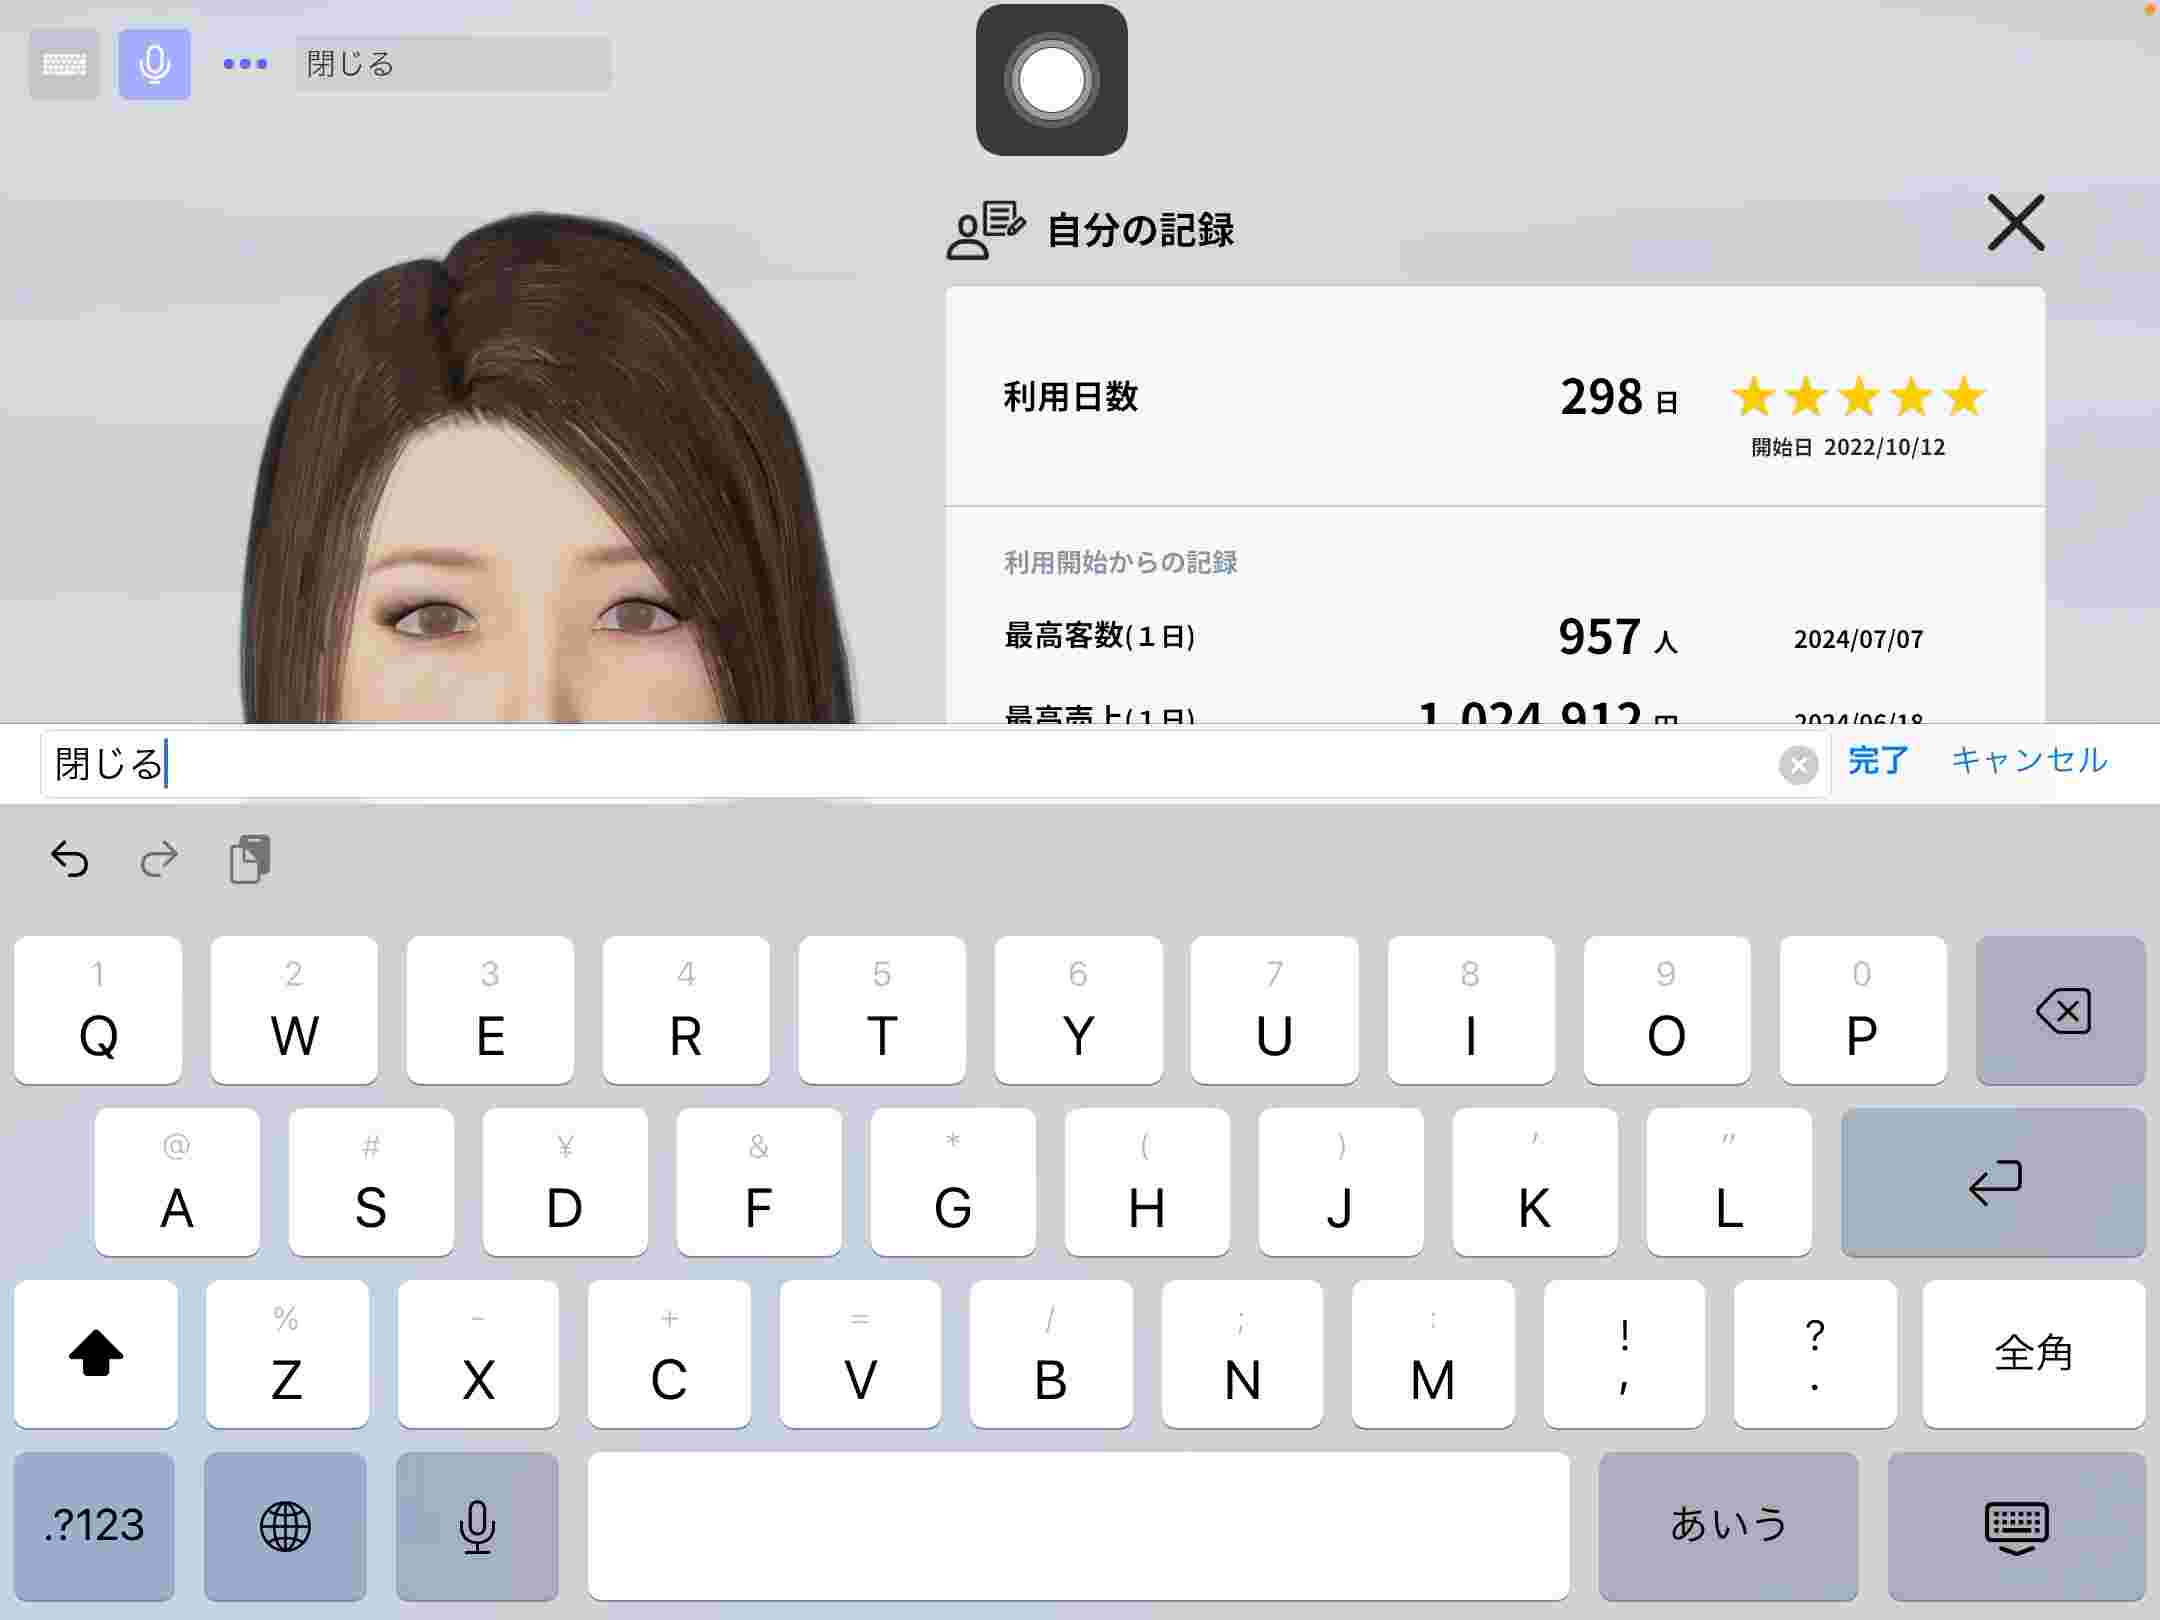 閉じる
自分の記録
利用日数 298 日
開始日 2022/10/12
利用開始からの記録
最高客数(1日) 957 人 2024/07/07
最高売上(1日) 1,024,912 円 2024/06/18
閉じる 完了 キャンセル
1 2 3 4 5 6 7 8 9 0
Q W E R T Y U I O P
@ # ¥ & * ( ) ' "
A S D F G H J K L
% - + = / ; : ! ?
Z X C V B N M , . 全角
.?123 あいう